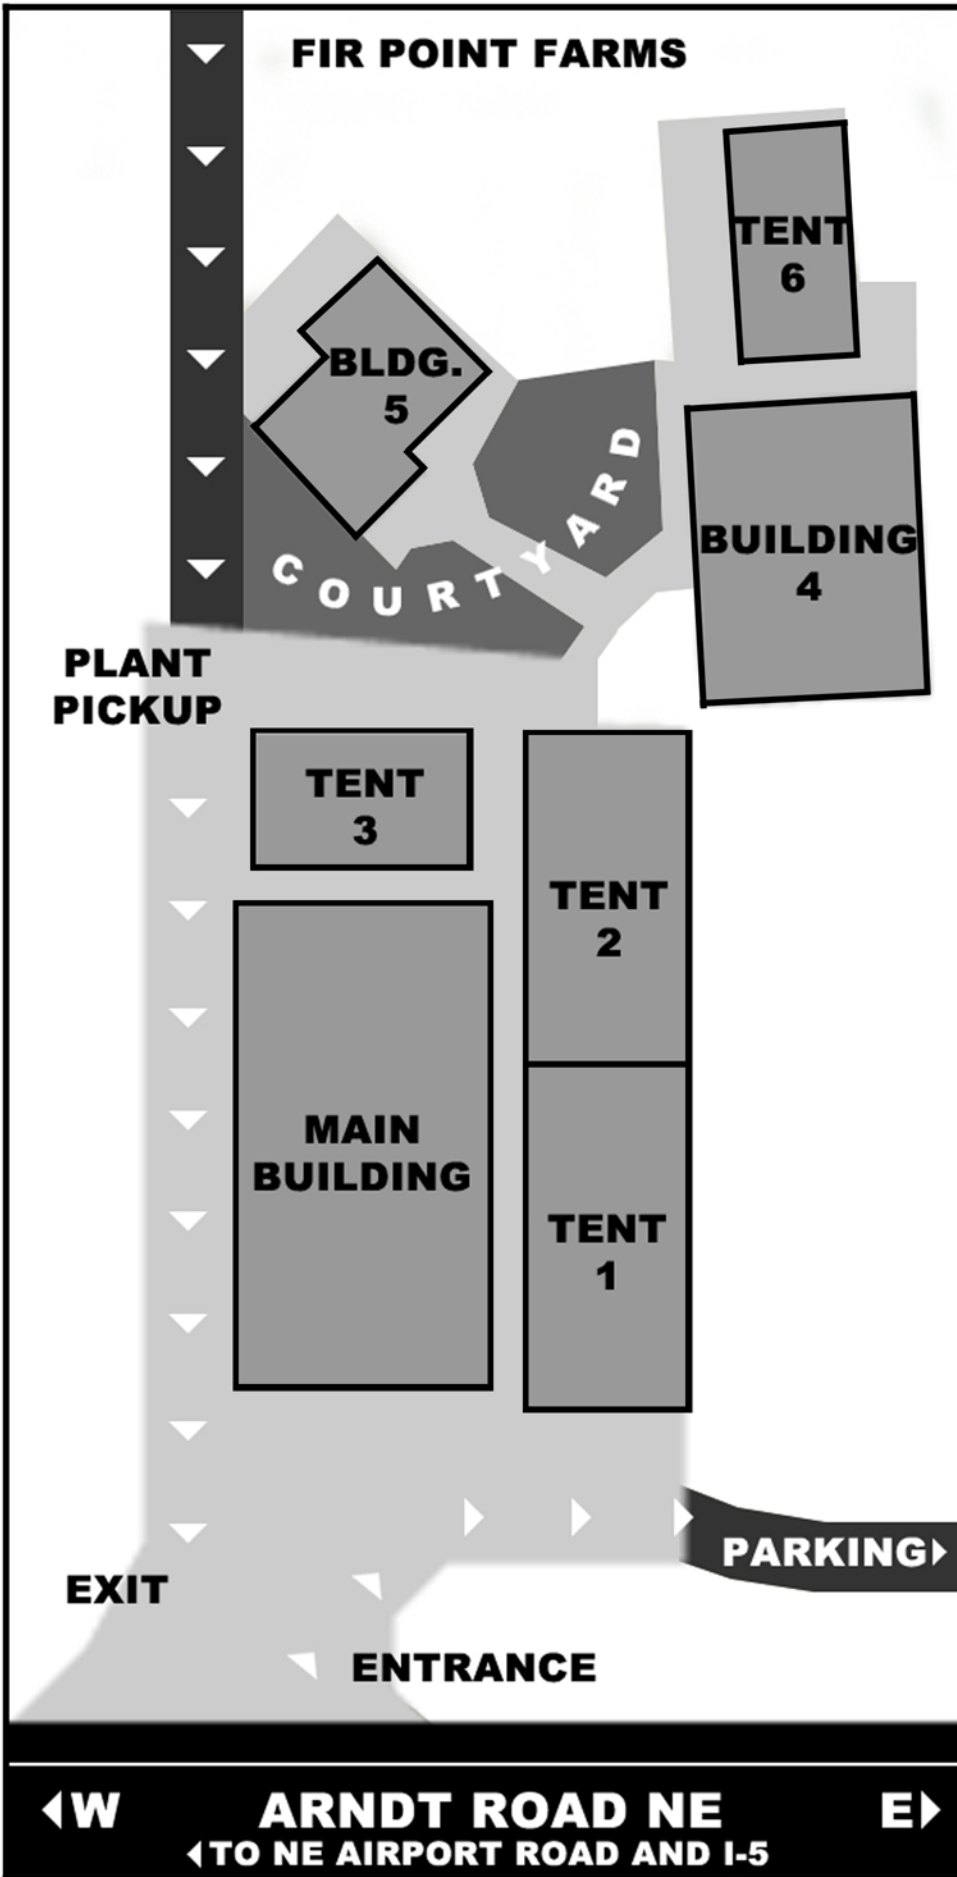 FIR POINT FARMS
TENT
6
BLDG.
5
COURTYARD
BUILDING
4
PLANT
PICKUP
TENT
3
TENT
2
MAIN
BUILDING
TENT
1
PARKING
EXIT
ENTRANCE
W ARNDT ROAD NE E
TO NE AIRPORT ROAD AND I-5